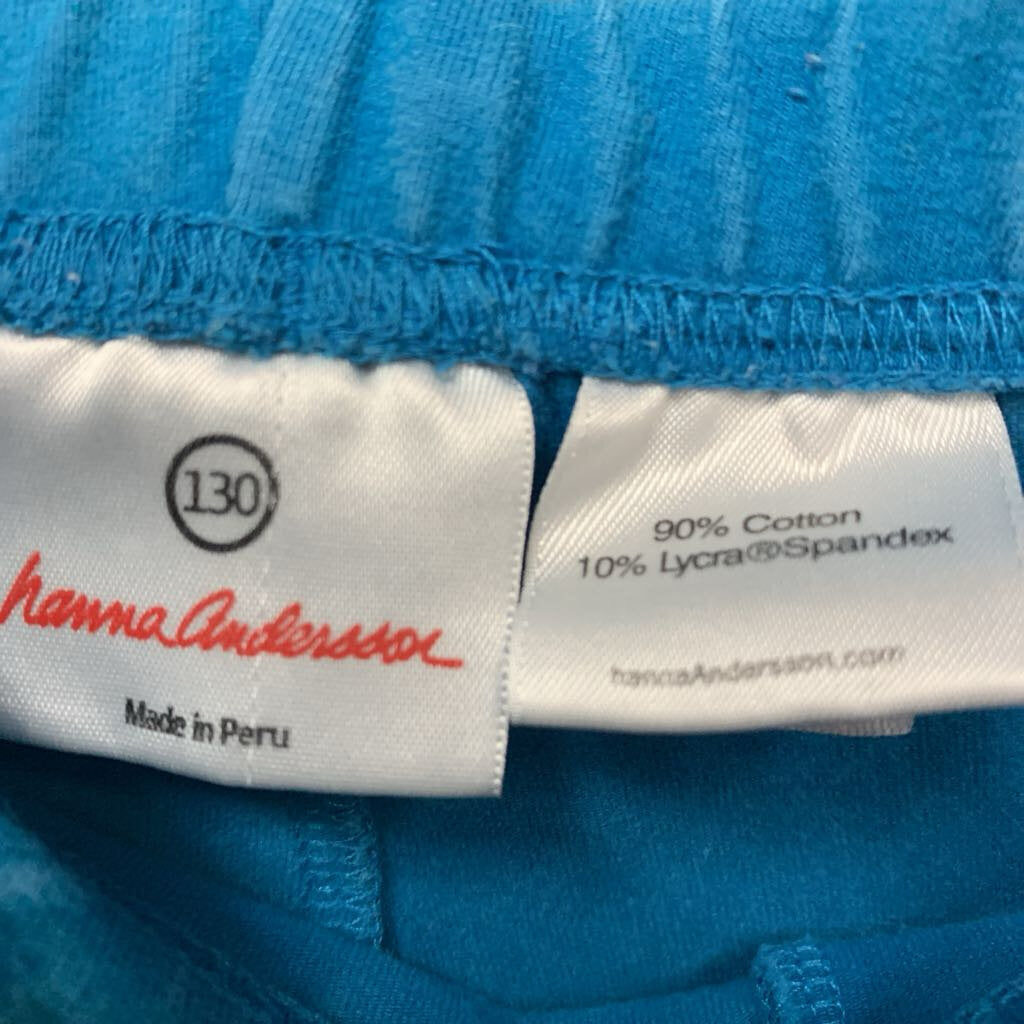 130
hanna Andersson
Made in Peru
90% Cotton
10% Lycra®Spandex
hannaAndersson.com